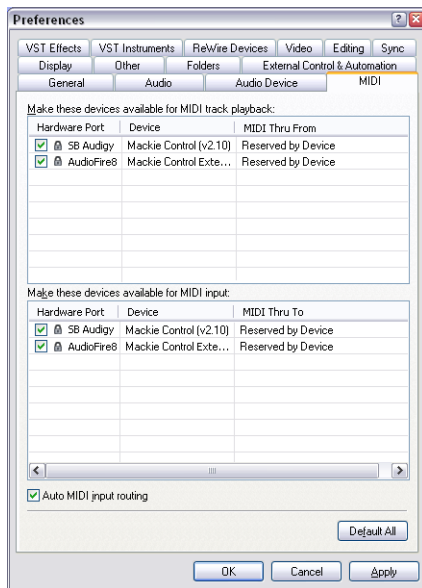 Preferences
VST Effects VST Instruments ReWire Devices Video Editing Sync
Display Other Folders External Control & Automation
General Audio Audio Device MIDI
Make these devices available for MIDI track playback:
Hardware Port Device MIDI Thru From
SB Audigy Mackie Control (v2.10) Reserved by Device
AudioFire8 Mackie Control Exte... Reserved by Device
Make these devices available for MIDI input:
Hardware Port Device MIDI Thru To
SB Audigy Mackie Control (v2.10) Reserved by Device
AudioFire8 Mackie Control Exte... Reserved by Device
Auto MIDI input routing
Default All
OK Cancel Apply